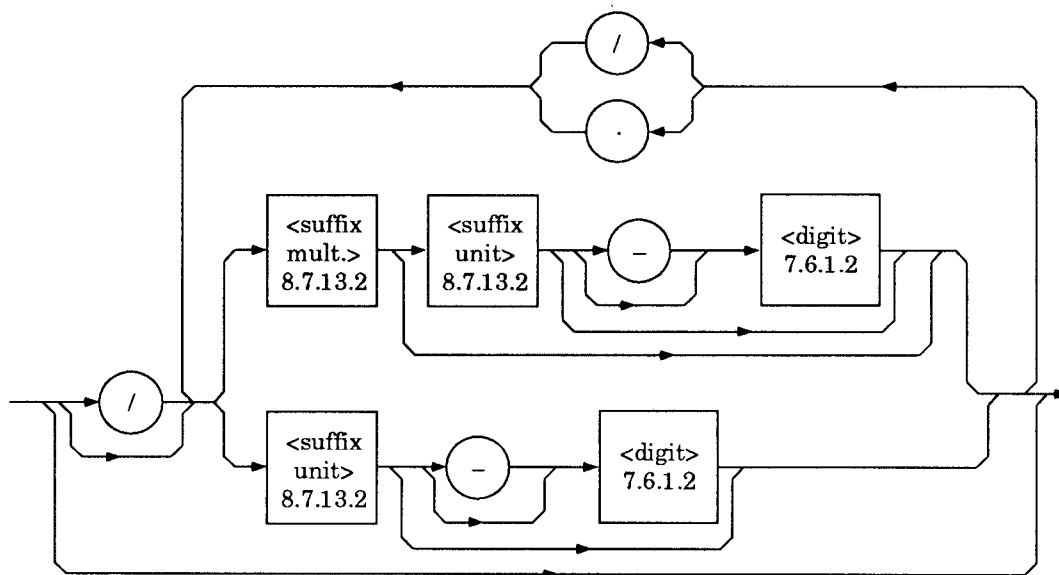 /
.
<suffix
mult.>
8.7.13.2
<suffix
unit>
8.7.13.2
–
<digit>
7.6.1.2
/
<suffix
unit>
8.7.13.2
–
<digit>
7.6.1.2